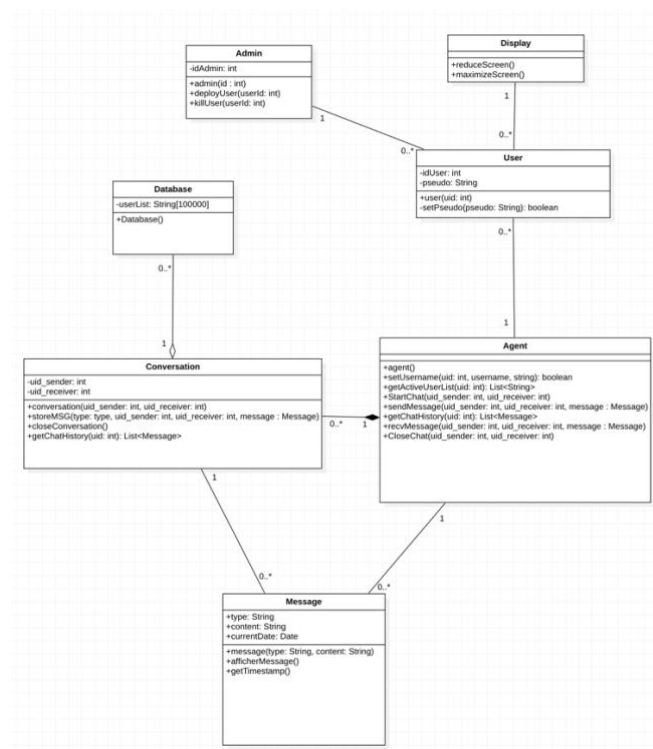 Admin
-idAdmin: int
+admin(id : int)
+deployUser(userId: int)
+killUser(userId: int)
1
0..*
Display
+reduceScreen()
+maximizeScreen()
1
0..*
User
-idUser: int
-pseudo: String
+user(uid: int)
-setPseudo(pseudo: String): boolean
0..*
1
Database
-userList: String[100000]
+Database()
0..*
1
Conversation
-uid_sender: int
-uid_receiver: int
+conversation(uid_sender: int, uid_receiver: int)
+storeMSG(type: type, uid_sender: int, uid_receiver: int, message : Message)
+closeConversation()
+getChatHistory(uid: int): List<Message>
0..*
1
Agent
+agent()
+setUsername(uid: int, username, string): boolean
+getActiveUserList(uid: int): List<String>
+StartChat(uid_sender: int, uid_receiver: int)
+sendMessage(uid_sender: int, uid_receiver: int, message : Message)
+getChatHistory(uid: int): List<Message>
+recvMessage(uid_sender: int, uid_receiver: int, message : Message)
+CloseChat(uid_sender: int, uid_receiver: int)
1
0..*
1
0..*
Message
+type: String
+content: String
+currentDate: Date
+message(type: String, content: String)
+afficherMessage()
+getTimestamp()